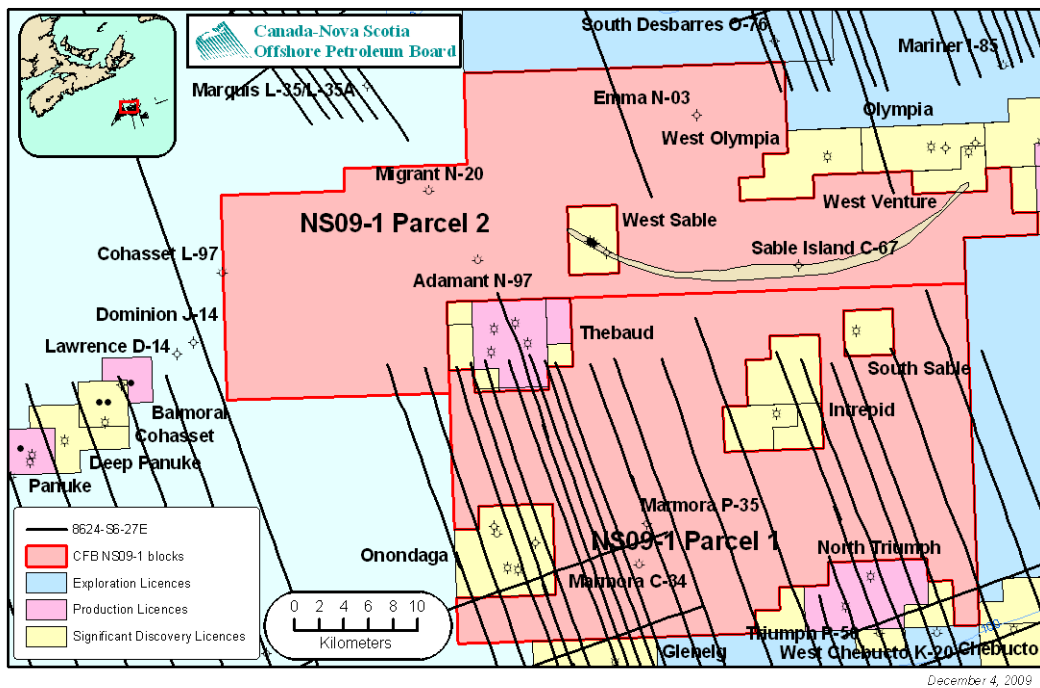 Canada-Nova Scotia
Offshore Petroleum Board
South Desbarres O-76
Mariner I-85
Marquis L-35/L-35A
Emma N-03
Olympia
West Olympia
Migrant N-20
West Venture
NS09-1 Parcel 2
West Sable
Cohasset L-97
Sable Island C-67
Adamant N-97
Dominion J-14
Thebaud
Lawrence D-14
South Sable
Balmoral
Intrepid
Cohasset
Deep Panuke
Panuke
Marmora P-35
8624-S6-27E
NS09-1 Parcel 1
CFB NS09-1 blocks
Onondaga
North Triumph
Exploration Licences
Marmora C-34
Production Licences
0 2 4 6 8 10
Significant Discovery Licences
Kilometers
100
Triumph P-50
Glenelg
West Chebucto K-20
Chebucto
December 4, 2009